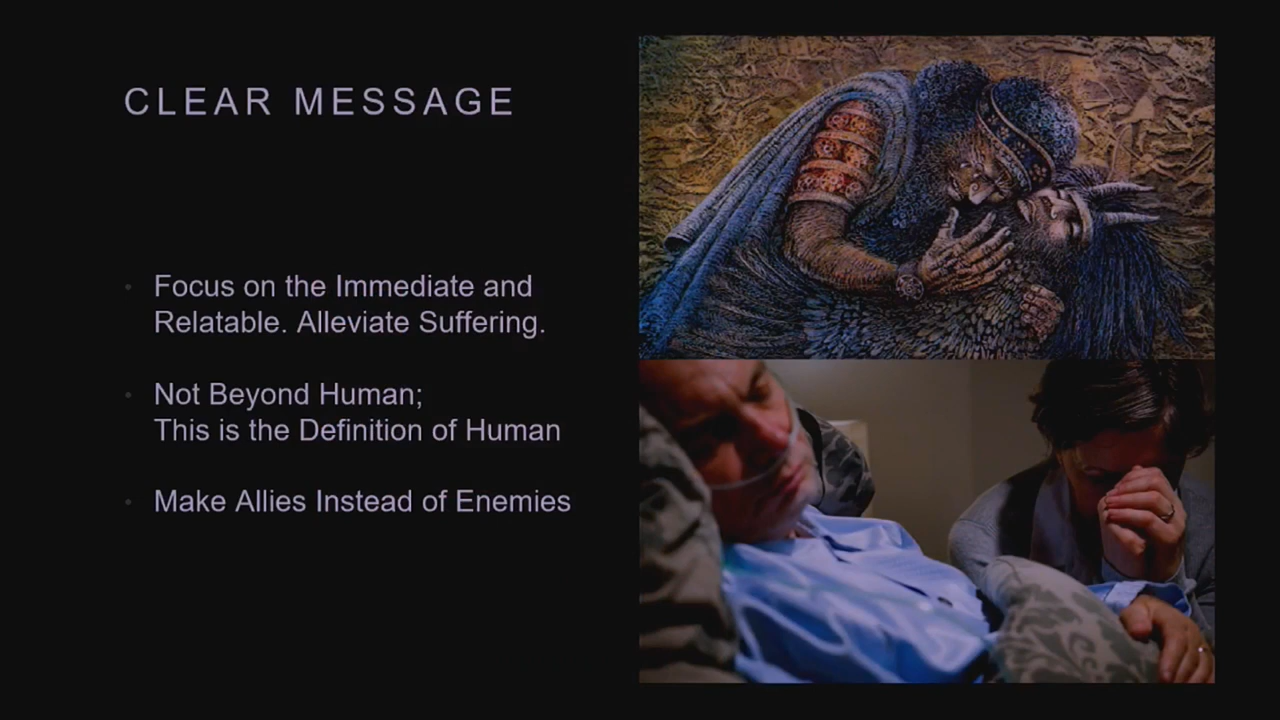 CLEAR MESSAGE
Focus on the Immediate and
Relatable. Alleviate Suffering.
Not Beyond Human;
This is the Definition of Human
Make Allies Instead of Enemies